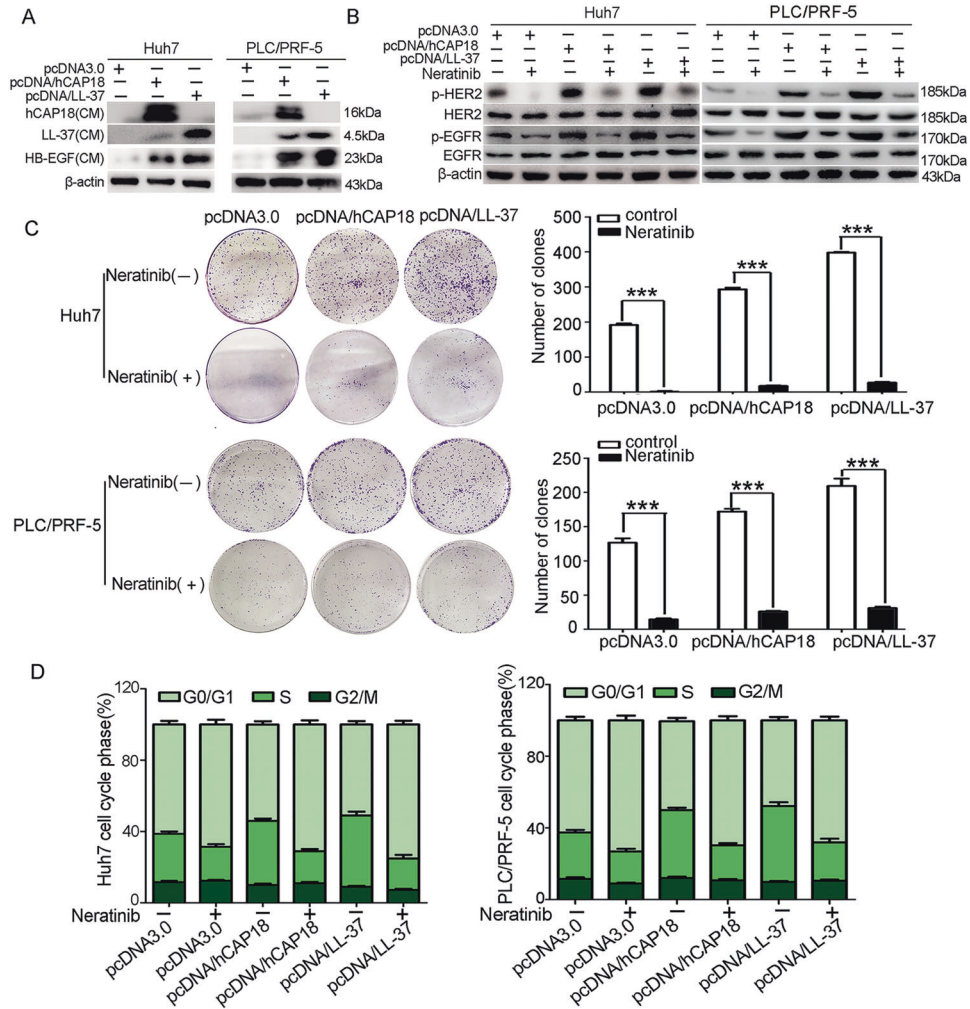 A
Huh7 PLC/PRF-5
pcDNA3.0 + +
pcDNA/hCAP18 + +
pcDNA/LL-37 + +
hCAP18(CM) 16kDa
LL-37(CM) 4.5kDa
HB-EGF(CM) 23kDa
β-actin 43kDa
B
Huh7 PLC/PRF-5
pcDNA3.0 + + + +
pcDNA/hCAP18 + + + +
pcDNA/LL-37 + + + +
Neratinib + + + + + +
p-HER2 185kDa
HER2 185kDa
p-EGFR 170kDa
EGFR 170kDa
β-actin 43kDa
C
pcDNA3.0 pcDNA/hCAP18 pcDNA/LL-37
Neratinib(—)
Huh7
Neratinib(+)
Neratinib(—)
PLC/PRF-5
Neratinib(+)
Number of clones
500
400
300
200
100
0
control
Neratinib
*** *** ***
pcDNA3.0 pcDNA/hCAP18 pcDNA/LL-37
Number of clones
250
200
150
100
50
0
control
Neratinib
*** *** ***
pcDNA3.0 pcDNA/hCAP18 pcDNA/LL-37
D
Huh7 cell cycle phase(%)
120
80
40
0
G0/G1 S G2/M
Neratinib − + − + − +
pcDNA3.0 pcDNA3.0 pcDNA/hCAP18 pcDNA/hCAP18 pcDNA/LL-37 pcDNA/LL-37
PLC/PRF-5 cell cycle phase(%)
120
80
40
0
G0/G1 S G2/M
Neratinib − + − + − +
pcDNA3.0 pcDNA3.0 pcDNA/hCAP18 pcDNA/hCAP18 pcDNA/LL-37 pcDNA/LL-37